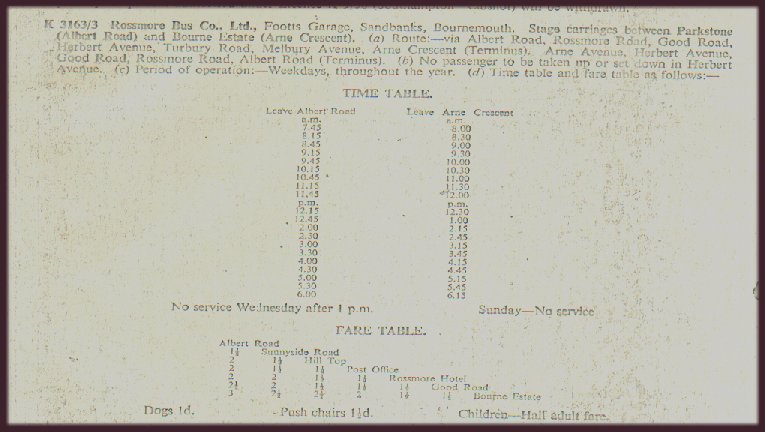 will be withdrawn.
K 3163/3 Rossmore Bus Co., Ltd., Foott's Garage, Sandbanks, Bournemouth. Stage carriages between Parkstone
(Albert Road) and Bourne Estate (Arne Crescent). (a) Route:—via Albert Road, Rossmore Road, Good Road,
Herbert Avenue, Turbury Road, Melbury Avenue, Arne Crescent (Terminus). Arne Avenue, Herbert Avenue,
Good Road, Rossmore Road, Albert Road (Terminus). (b) No passenger to be taken up or set down in Herbert
Avenue. (c) Period of operation:—Weekdays, throughout the year. (d) Time table and fare table as follows:—
TIME TABLE.
Leave Albert Road Leave Arne Crescent
a.m. a.m.
7.45 8.00
8.15 8.30
8.45 9.00
9.15 9.30
9.45 10.00
10.15 10.30
10.45 11.00
11.15 11.30
11.45 12.00
p.m. p.m.
12.15 12.30
12.45 1.00
2.00 2.15
2.30 2.45
3.00 3.15
3.30 3.45
4.00 4.15
4.30 4.45
5.00 5.15
5.30 5.45
6.00 6.15
No service Wednesday after 1 p.m. Sunday—No service
FARE TABLE.
Albert Road
1½ Sunnyside Road
2 1½ Hill Top
2 1½ 1½ Post Office
2 2 1½ 1½ Rossmore Hotel
2½ 2 1½ 1½ 1½ Good Road
3 2½ 2½ 2 1½ 1½ Bourne Estate
Dogs 1d. Push chairs 1½d. Children—Half adult fare.